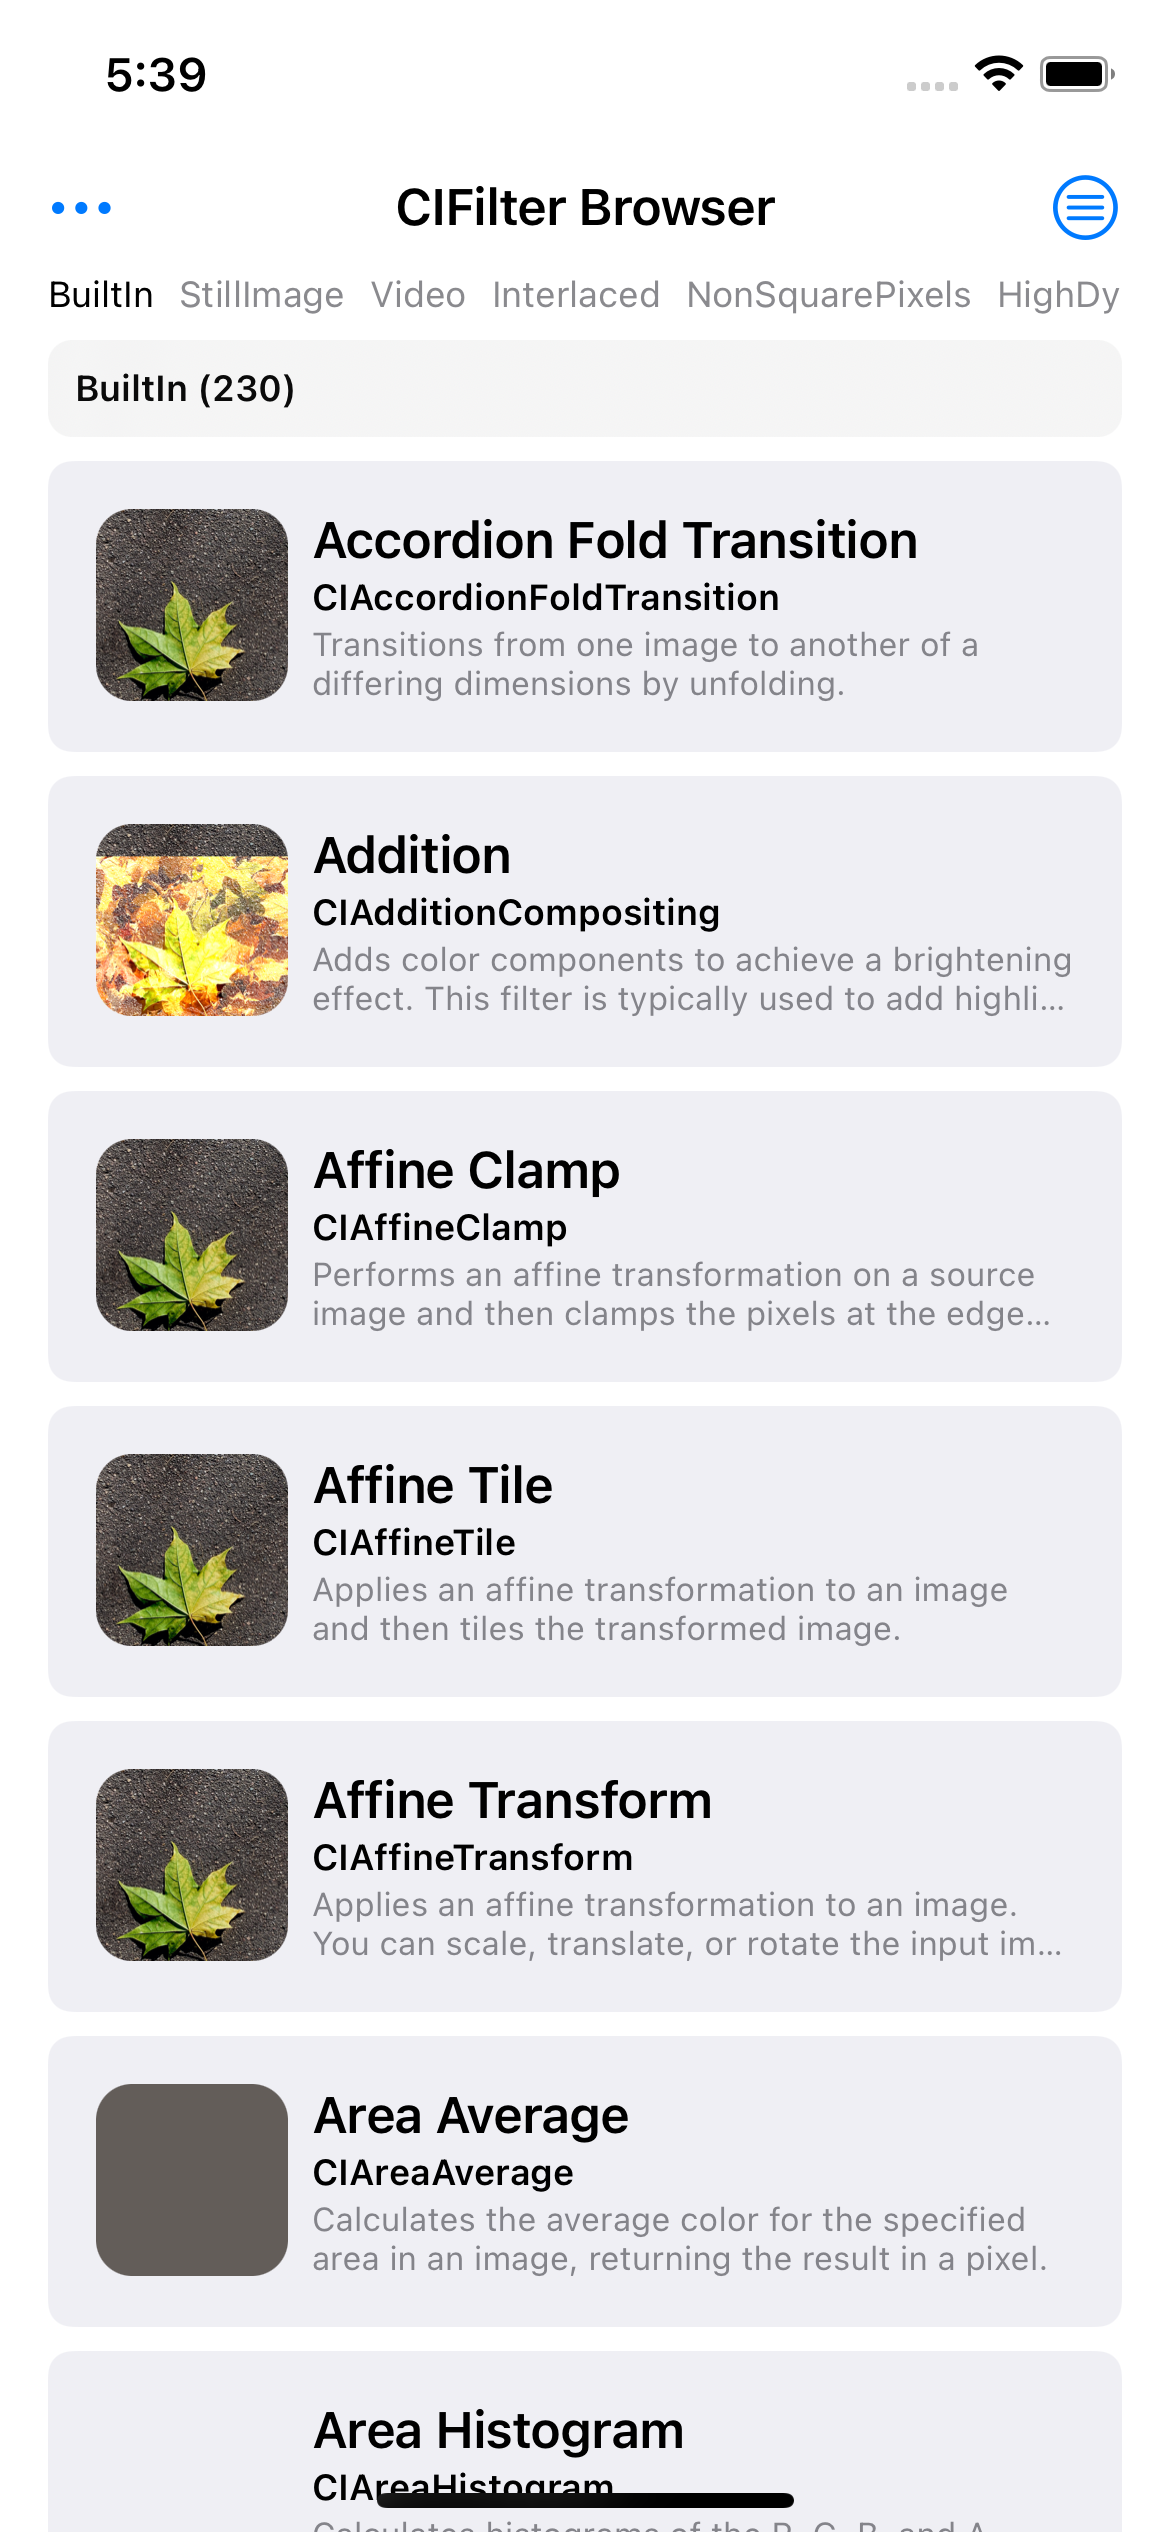 5:39
CIFilter Browser
BuiltIn StillImage Video Interlaced NonSquarePixels HighDy
BuiltIn (230)
Accordion Fold Transition
CIAccordionFoldTransition
Transitions from one image to another of a
differing dimensions by unfolding.
Addition
CIAdditionCompositing
Adds color components to achieve a brightening
effect. This filter is typically used to add highli...
Affine Clamp
CIAffineClamp
Performs an affine transformation on a source
image and then clamps the pixels at the edge...
Affine Tile
CIAffineTile
Applies an affine transformation to an image
and then tiles the transformed image.
Affine Transform
CIAffineTransform
Applies an affine transformation to an image.
You can scale, translate, or rotate the input im...
Area Average
CIAreaAverage
Calculates the average color for the specified
area in an image, returning the result in a pixel.
Area Histogram
CIAreaHistogram
Calculates histograms of the R, G, B, and A